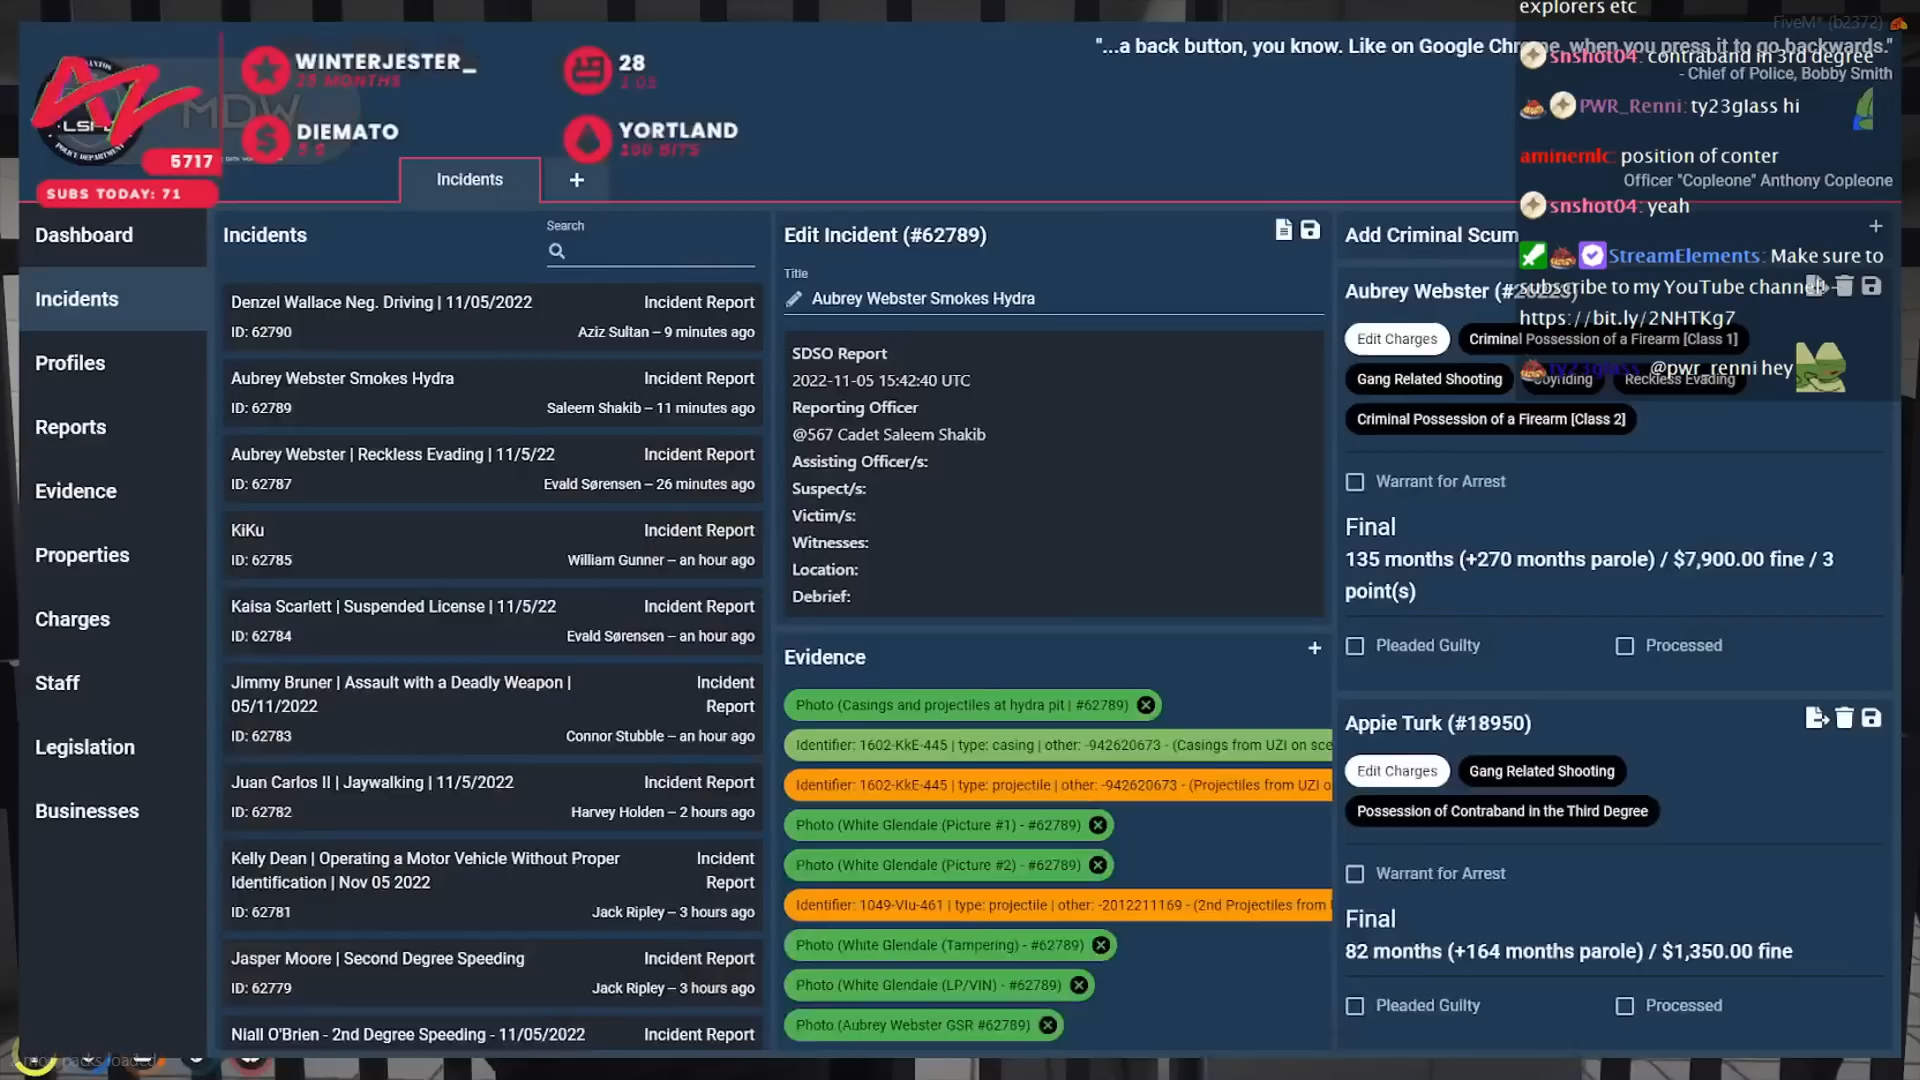 explorers etc
FiveM* (b2372)
WINTERJESTER_
25 MONTHS
28
DIEMATO
5 $
YORTLAND
100 BITS
MDW
LSPD
POLICE DEPARTMENT
5717
SUBS TODAY: 71
"...a back button, you know. Like on Google Chrome, when you press it to go backwards."
- Chief of Police, Bobby Smith
Officer "Copleone" Anthony Copleone
snshot04: contraband in 3rd degree
PWR_Renni: ty23glass hi
aminemlc: position of conter
snshot04: yeah
StreamElements: Make sure to
subscribe to my YouTube channel! -
https://bit.ly/2NHTKg7
ty23glass @pwr_renni hey
Incidents
+
Dashboard
Incidents
Profiles
Reports
Evidence
Properties
Charges
Staff
Legislation
Businesses
Incidents
Search
Denzel Wallace Neg. Driving | 11/05/2022 Incident Report
ID: 62790 Aziz Sultan – 9 minutes ago
Aubrey Webster Smokes Hydra Incident Report
ID: 62789 Saleem Shakib – 11 minutes ago
Aubrey Webster | Reckless Evading | 11/5/22 Incident Report
ID: 62787 Evald Sørensen – 26 minutes ago
KiKu Incident Report
ID: 62785 William Gunner – an hour ago
Kaisa Scarlett | Suspended License | 11/5/22 Incident Report
ID: 62784 Evald Sørensen – an hour ago
Jimmy Bruner | Assault with a Deadly Weapon | Incident
05/11/2022 Report
ID: 62783 Connor Stubble – an hour ago
Juan Carlos II | Jaywalking | 11/5/2022 Incident Report
ID: 62782 Harvey Holden – 2 hours ago
Kelly Dean | Operating a Motor Vehicle Without Proper Incident
Identification | Nov 05 2022 Report
ID: 62781 Jack Ripley – 3 hours ago
Jasper Moore | Second Degree Speeding Incident Report
ID: 62779 Jack Ripley – 3 hours ago
Niall O'Brien - 2nd Degree Speeding - 11/05/2022 Incident Report
Edit Incident (#62789)
Title
Aubrey Webster Smokes Hydra
SDSO Report
2022-11-05 15:42:40 UTC
Reporting Officer
@567 Cadet Saleem Shakib
Assisting Officer/s:
Suspect/s:
Victim/s:
Witnesses:
Location:
Debrief:
Evidence
+
Photo (Casings and projectiles at hydra pit | #62789)
Identifier: 1602-KkE-445 | type: casing | other: -942620673 - (Casings from UZI on sce
Identifier: 1602-KkE-445 | type: projectile | other: -942620673 - (Projectiles from UZI o
Photo (White Glendale (Picture #1) - #62789)
Photo (White Glendale (Picture #2) - #62789)
Identifier: 1049-VIu-461 | type: projectile | other: -2012211169 - (2nd Projectiles from
Photo (White Glendale (Tampering) - #62789)
Photo (White Glendale (LP/VIN) - #62789)
Photo (Aubrey Webster GSR #62789)
Add Criminal Scum
+
Aubrey Webster
Edit Charges
Criminal Possession of a Firearm [Class 1]
Gang Related Shooting
Joyriding
Reckless Evading
Criminal Possession of a Firearm [Class 2]
Warrant for Arrest
Final
135 months (+270 months parole) / $7,900.00 fine / 3
point(s)
Pleaded Guilty Processed
Appie Turk (#18950)
Edit Charges
Gang Related Shooting
Possession of Contraband in the Third Degree
Warrant for Arrest
Final
82 months (+164 months parole) / $1,350.00 fine
Pleaded Guilty Processed
mod packs loaded